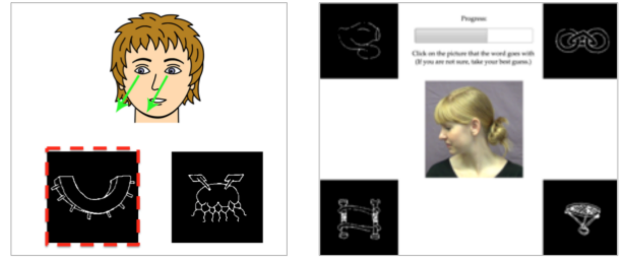 Progress:
Click on the picture that the word goes with
(If you are not sure, take your best guess.)